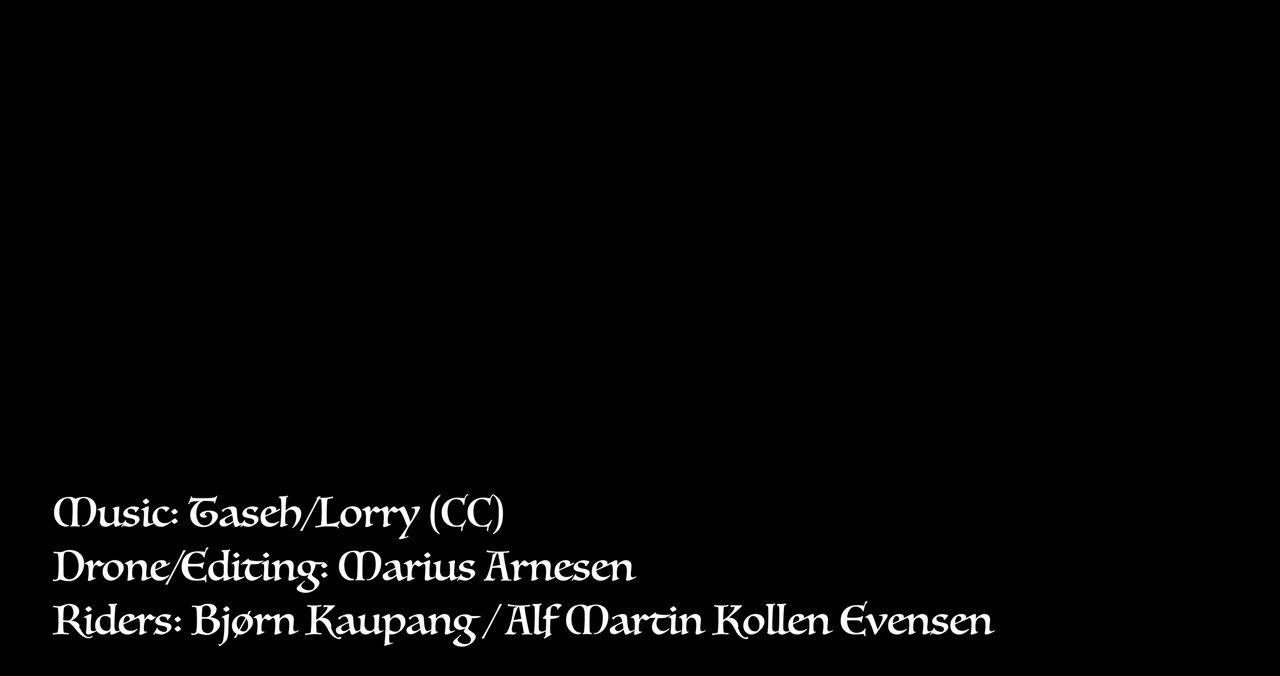 Music: Taseh/Lorry (CC)
Drone/Editing: Marius Arnesen
Riders: Bjørn Kaupang / Alf Martin Kollen Evensen